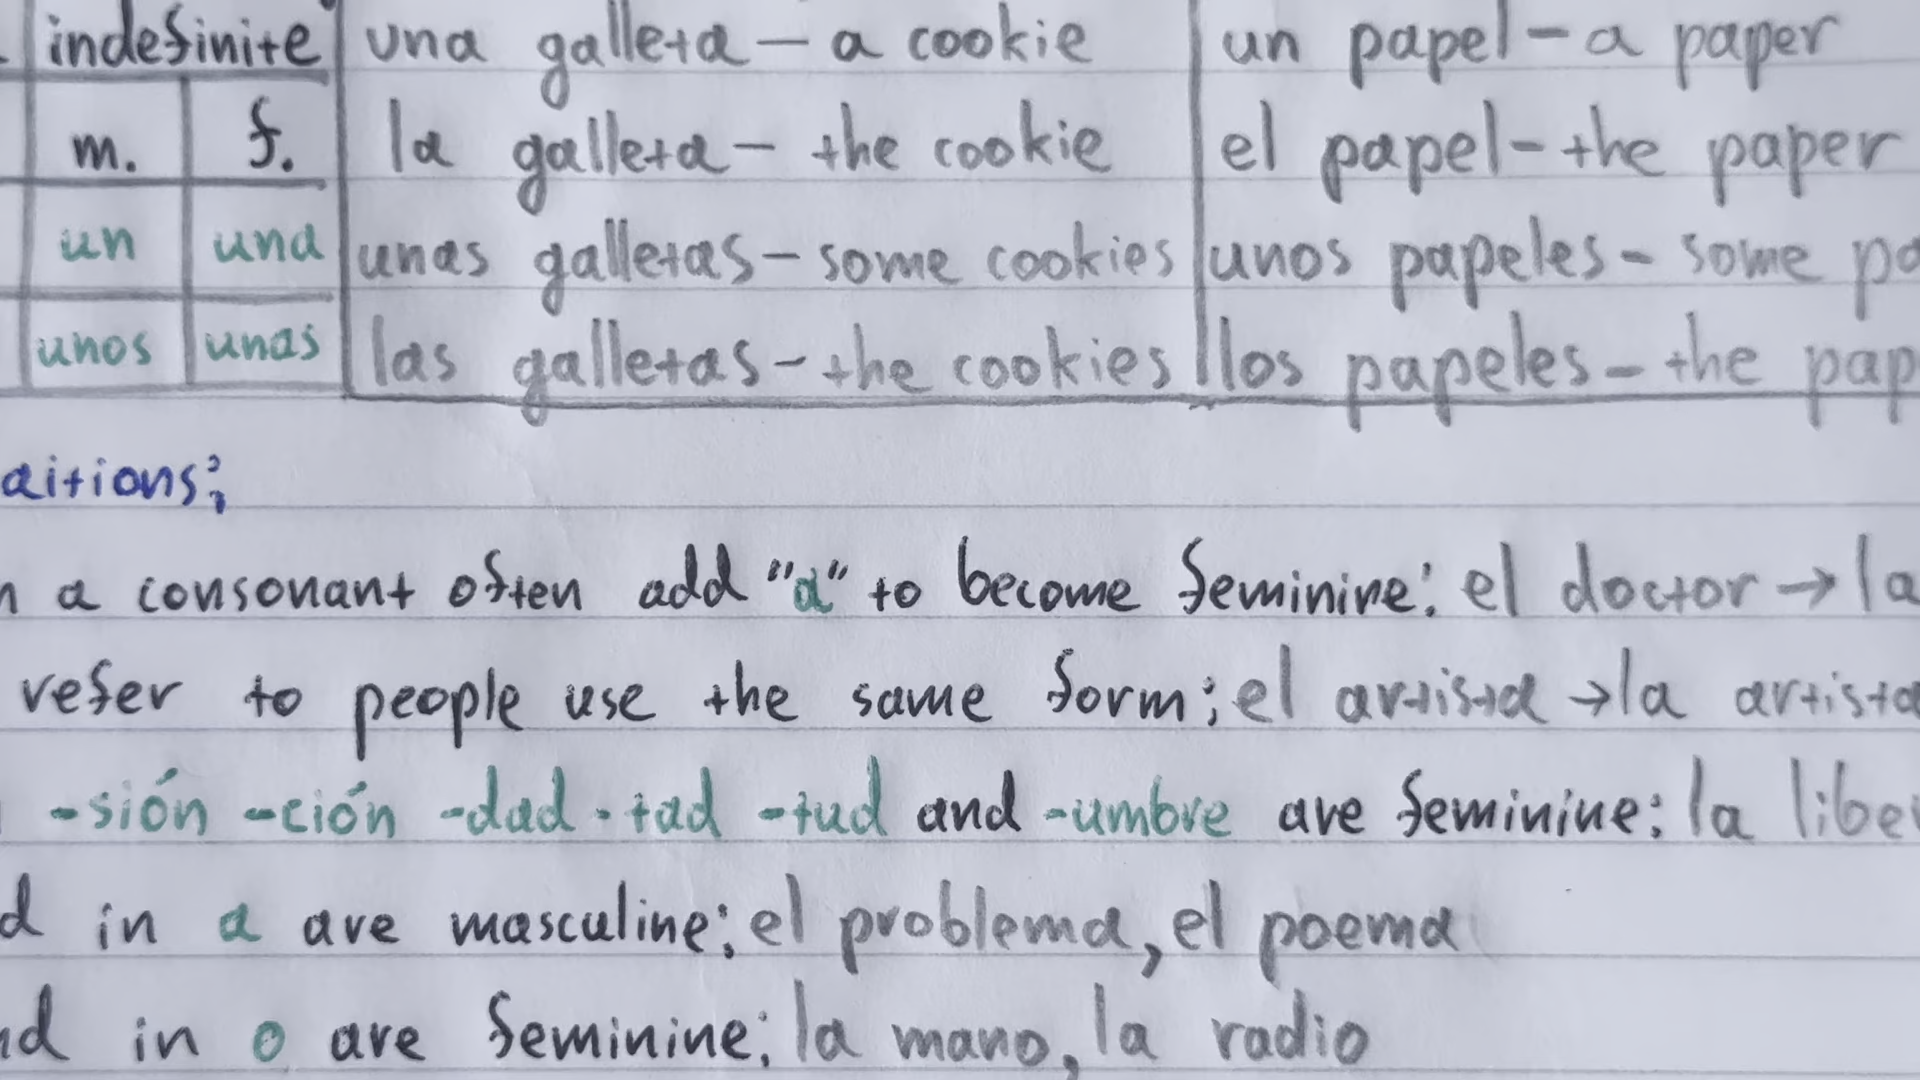 indefinite una galleta – a cookie un papel – a paper
m. f. la galleta – the cookie el papel – the paper
un una unas galletas – some cookies unos papeles – some
unos unas las galletas – the cookies los papeles – the pap
aitions:
a consonant often add "a" to become feminine: el doctor → la
refer to people use the same form: el artista → la artista
-sión -ción -dad -tad -tud and -umbre are feminine: la liber
d in a are masculine: el problema, el poema
nd in o are feminine: la mano, la radio